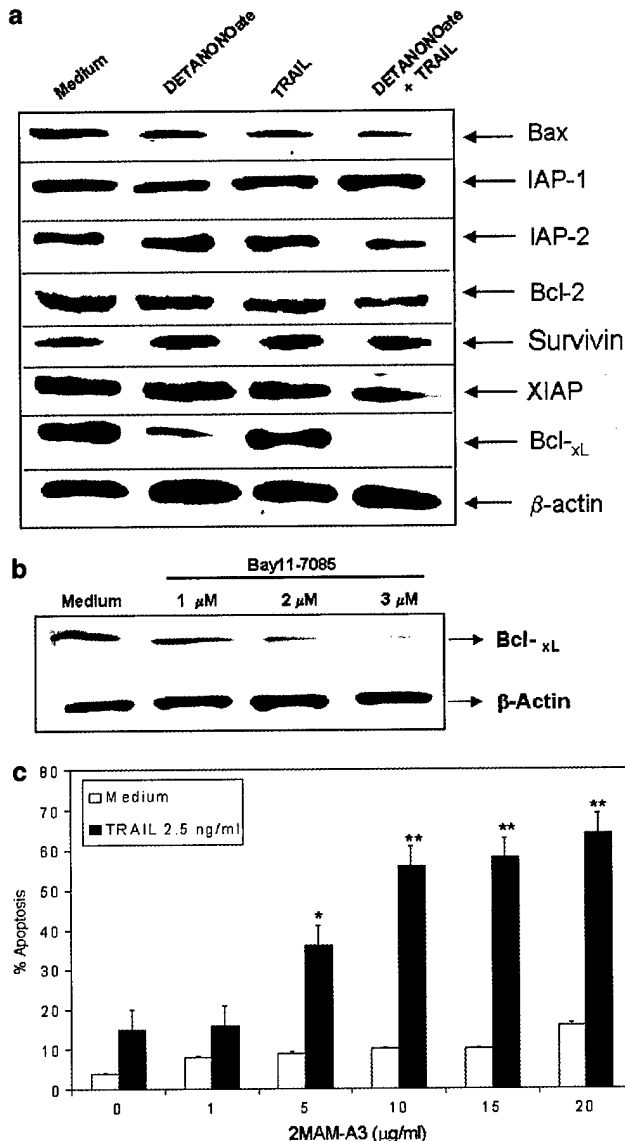 a
Medium
DETANONOate
TRAIL
DETANONOate
+ TRAIL
Bax
IAP-1
IAP-2
Bcl-2
Survivin
XIAP
Bcl-xL
β-actin
b
Bay11-7085
Medium 1 μM 2 μM 3 μM
Bcl- xL
β-Actin
c
80
70
60
50
40
30
20
10
0
% Apoptosis
Medium
TRAIL 2.5 ng/ml
*
**
**
**
0 1 5 10 15 20
2MAM-A3 (μg/ml)